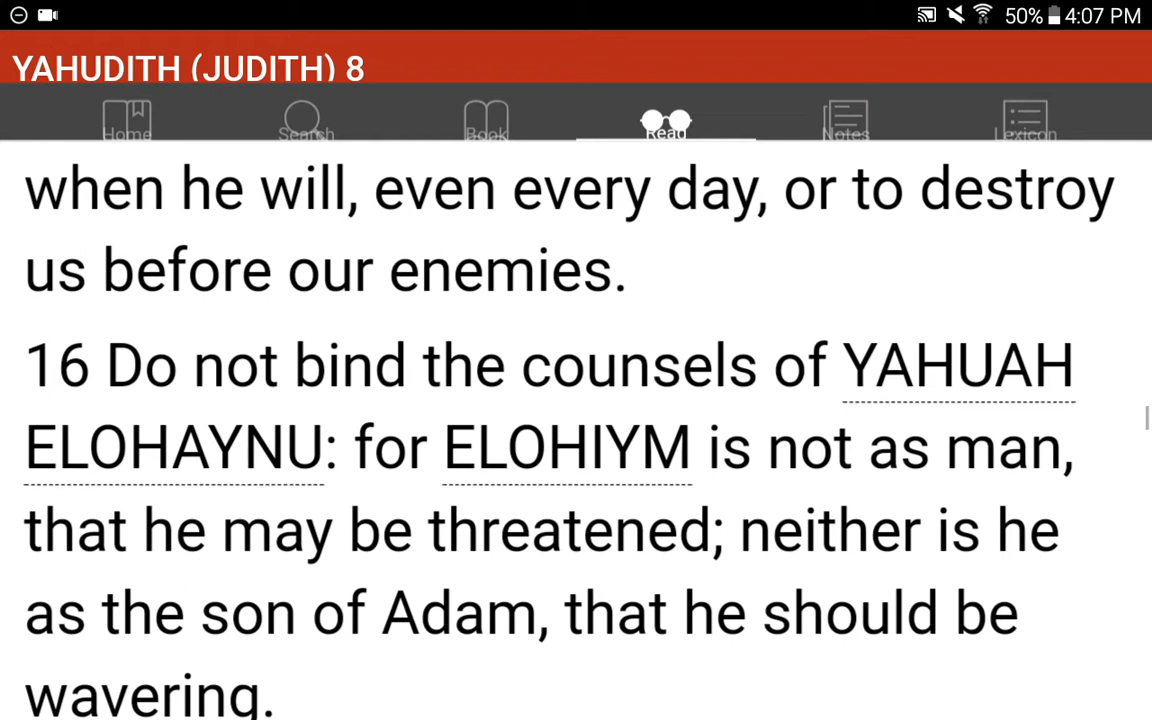 50% 4:07 PM
YAHUDITH (JUDITH) 8
Home Search Book Read Notes Lexicon
when he will, even every day, or to destroy
us before our enemies.
16 Do not bind the counsels of YAHUAH
ELOHAYNU: for ELOHIYM is not as man,
that he may be threatened; neither is he
as the son of Adam, that he should be
wavering.